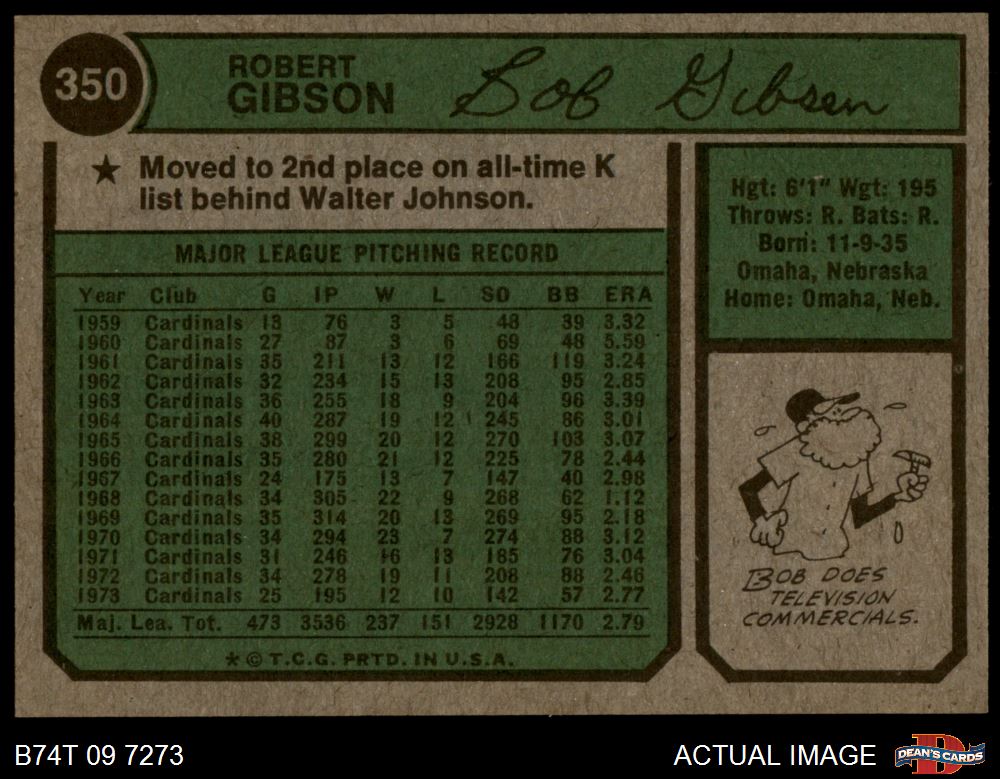 350
ROBERT
GIBSON
Bob Gibson
★ Moved to 2nd place on all-time K
list behind Walter Johnson.
MAJOR LEAGUE PITCHING RECORD
Year Club G IP W L SO BB ERA
1959 Cardinals 13 76 3 5 48 39 3.32
1960 Cardinals 27 87 3 6 69 48 5.59
1961 Cardinals 35 211 13 12 166 119 3.24
1962 Cardinals 32 234 15 13 208 95 2.85
1963 Cardinals 36 255 18 9 204 96 3.39
1964 Cardinals 40 287 19 12 245 86 3.01
1965 Cardinals 38 299 20 12 270 103 3.07
1966 Cardinals 35 280 21 12 225 78 2.44
1967 Cardinals 24 175 13 7 147 40 2.98
1968 Cardinals 34 305 22 9 268 62 1.12
1969 Cardinals 35 314 20 13 269 95 2.18
1970 Cardinals 34 294 23 7 274 88 3.12
1971 Cardinals 31 246 16 13 185 76 3.04
1972 Cardinals 34 278 19 11 208 88 2.46
1973 Cardinals 25 195 12 10 142 57 2.77
Maj. Lea. Tot. 473 3536 237 151 2928 1170 2.79
* © T.C.G. PRTD. IN U.S.A.
Hgt: 6'1" Wgt: 195
Throws: R. Bats: R.
Born: 11-9-35
Omaha, Nebraska
Home: Omaha, Neb.
BOB DOES
TELEVISION
COMMERCIALS.
B74T 09 7273
ACTUAL IMAGE
DEAN'S CARDS